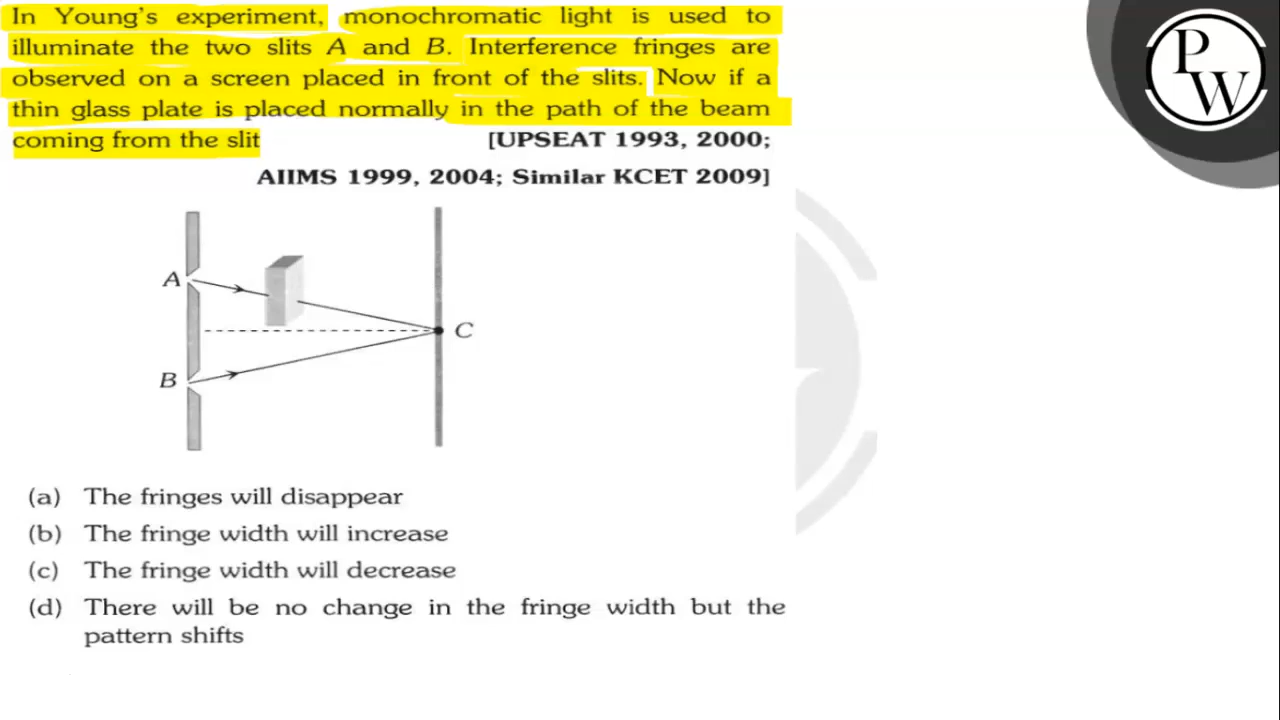 In Young's experiment, monochromatic light is used to
illuminate the two slits A and B. Interference fringes are
observed on a screen placed in front of the slits. Now if a
thin glass plate is placed normally in the path of the beam
coming from the slit [UPSEAT 1993, 2000;
AIIMS 1999, 2004; Similar KCET 2009]
A
C
B
(a) The fringes will disappear
(b) The fringe width will increase
(c) The fringe width will decrease
(d) There will be no change in the fringe width but the
pattern shifts
P
W